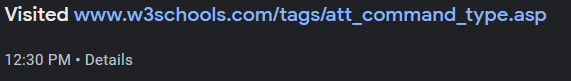 Visited www.w3schools.com/tags/att_command_type.asp
12:30 PM • Details